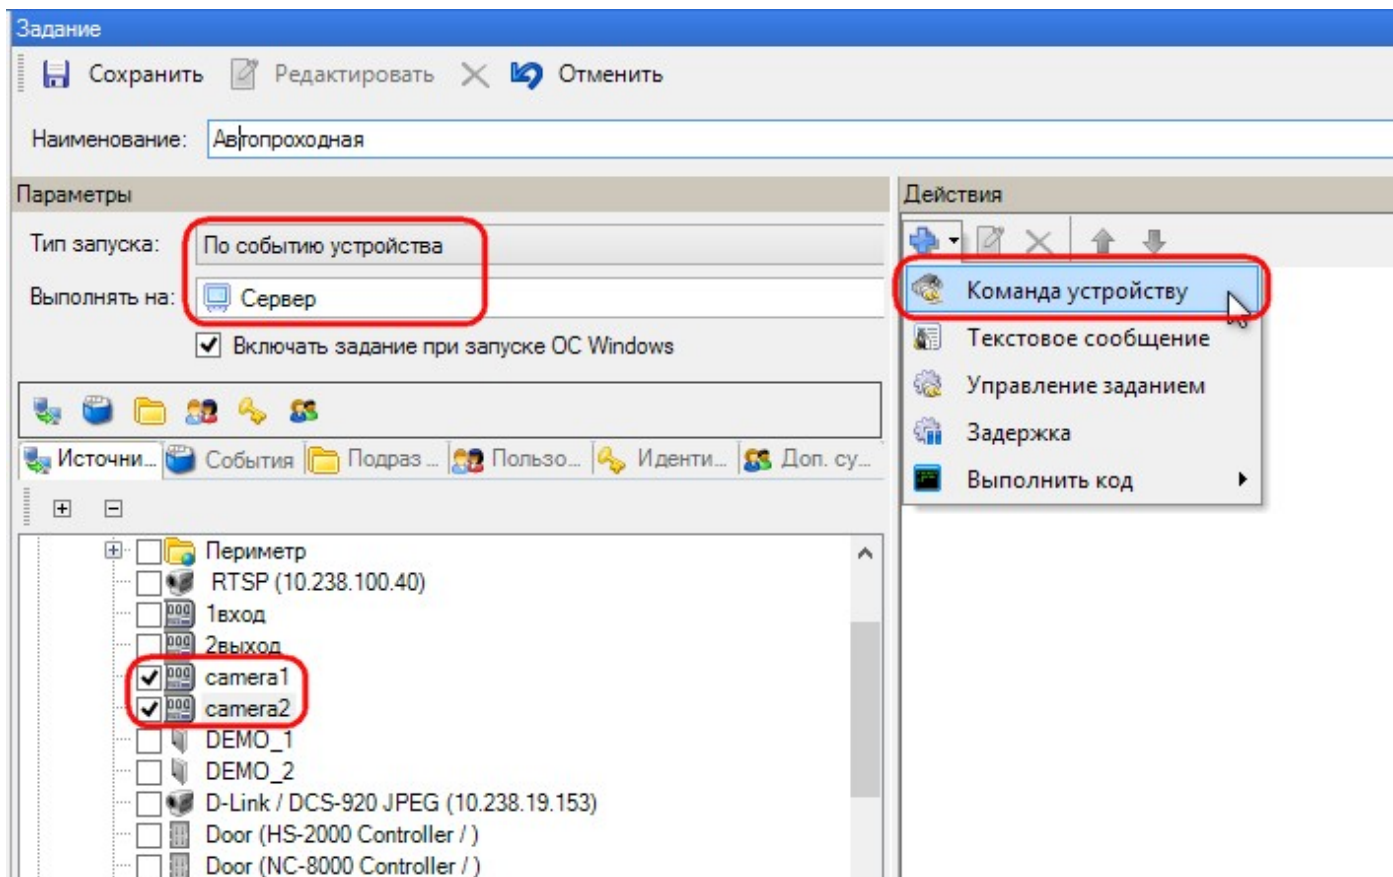 Задание
Сохранить Редактировать Отменить
Наименование: Автопроходная
Параметры
Тип запуска: По событию устройства
Выполнять на: Сервер
Включать задание при запуске ОС Windows
Источни... События Подраз... Пользо... Иденти... Доп. су...
Периметр
RTSP (10.238.100.40)
1вход
2выход
camera1
camera2
DEMO_1
DEMO_2
D-Link / DCS-920 JPEG (10.238.19.153)
Door (HS-2000 Controller / )
Door (NC-8000 Controller / )
Действия
Команда устройству
Текстовое сообщение
Управление заданием
Задержка
Выполнить код